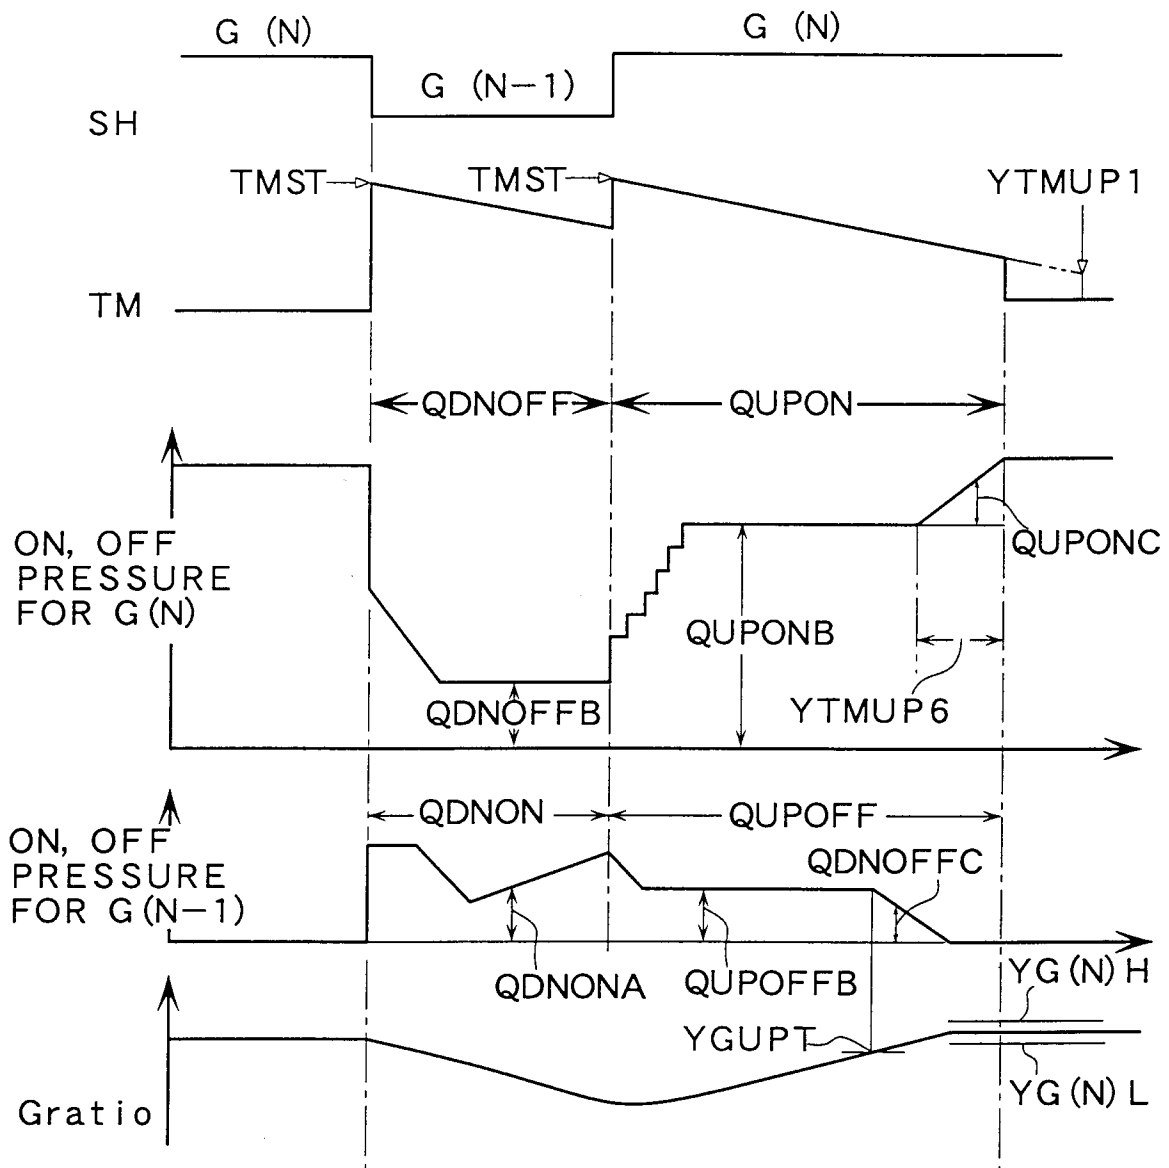 G (N)
G (N)
G (N-1)
SH
TMST
TMST
YTMUP1
TM
QDNOFF
QUPON
ON, OFF
PRESSURE
FOR G(N)
QUPONC
QUPONB
QDNOFFB
YTMUP6
QDNON
QUPOFF
ON, OFF
PRESSURE
FOR G(N-1)
QDNOFFC
QDNONA
QUPOFFB
YG(N)H
YGUPT
YG(N)L
Gratio